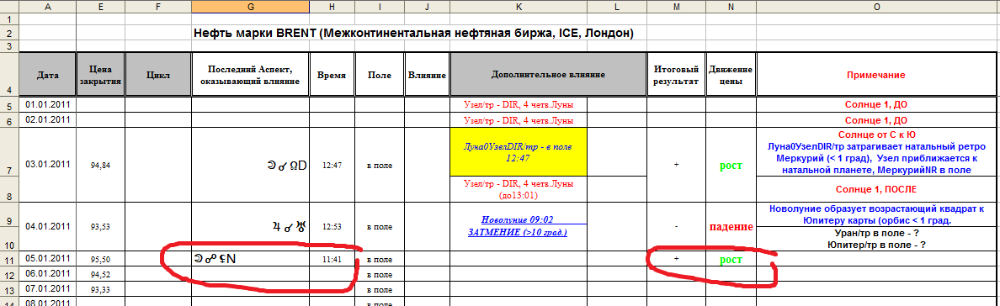 A E F G H I J K L M N O
1
2 Нефть марки BRENT (Межконтинентальная нефтяная биржа, ICE, Лондон)
3
4 Дата Цена закрытия Цикл Последний Аспект, оказывающий влияние Время Поле Влияние Дополнительное влияние Итоговый результат Движение цены Примечание
5 01.01.2011 Узел/тр - DIR, 4 четв.Луны Солнце 1, ДО
6 02.01.2011 Узел/тр - DIR, 4 четв.Луны Солнце 1, ДО
Солнце от С к Ю
Луна0УзелDIR/тр - в поле Луна0УзелDIR/тр затрагивает натальный ретро
12:47 Меркурий (< 1 град), Узел приближается к
7 03.01.2011 94,84 ☽ ☌ ☊D 12:47 в поле + рост натальной планете, МеркурийNR в поле
8 Узел/тр - DIR, 4 четв.Луны
(до13:01) Солнце 1, ПОСЛЕ
9 04.01.2011 93,53 ♃ ☌ ♅ 12:53 в поле Новолуние 09:02 - падение Новолуние образует возрастающий квадрат к
ЗАТМЕНИЕ (>10 град.) Юпитеру карты (орбис < 1 град.
10 Уран/тр в поле - ?
Юпитер/тр в поле - ?
11 05.01.2011 95,50 ☽ ☍ N 11:41 в поле + рост
12 06.01.2011 94,52 в поле
13 07.01.2011 93,33 в поле
14 08.01.2011 в поле